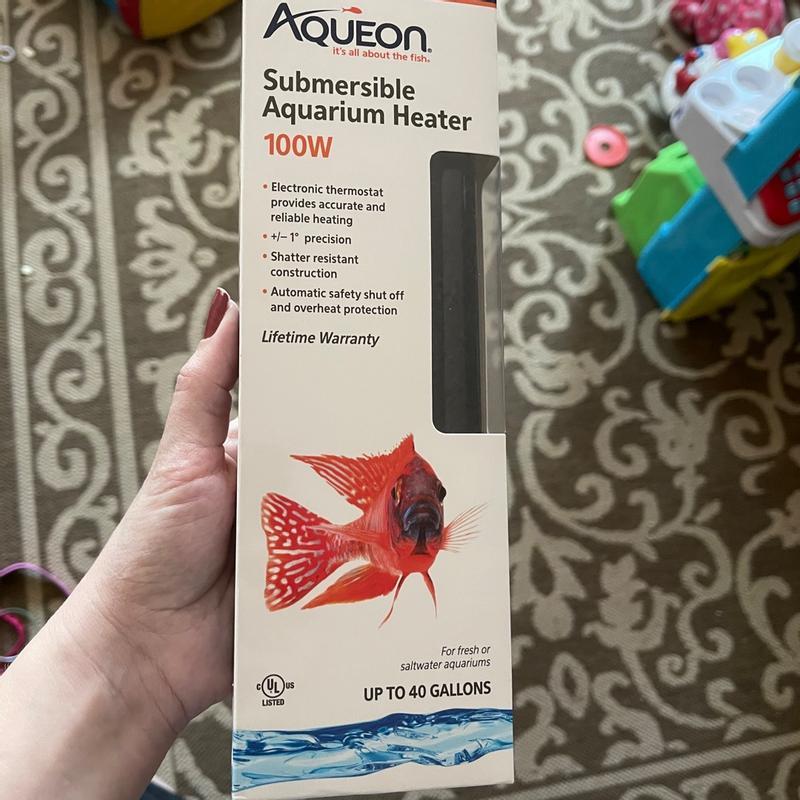 AQUEON®
it's all about the fish.
Submersible
Aquarium Heater
100W
• Electronic thermostat
provides accurate and
reliable heating
• +/– 1° precision
• Shatter resistant
construction
• Automatic safety shut off
and overheat protection
Lifetime Warranty
For fresh or
saltwater aquariums
C UL US
LISTED
UP TO 40 GALLONS